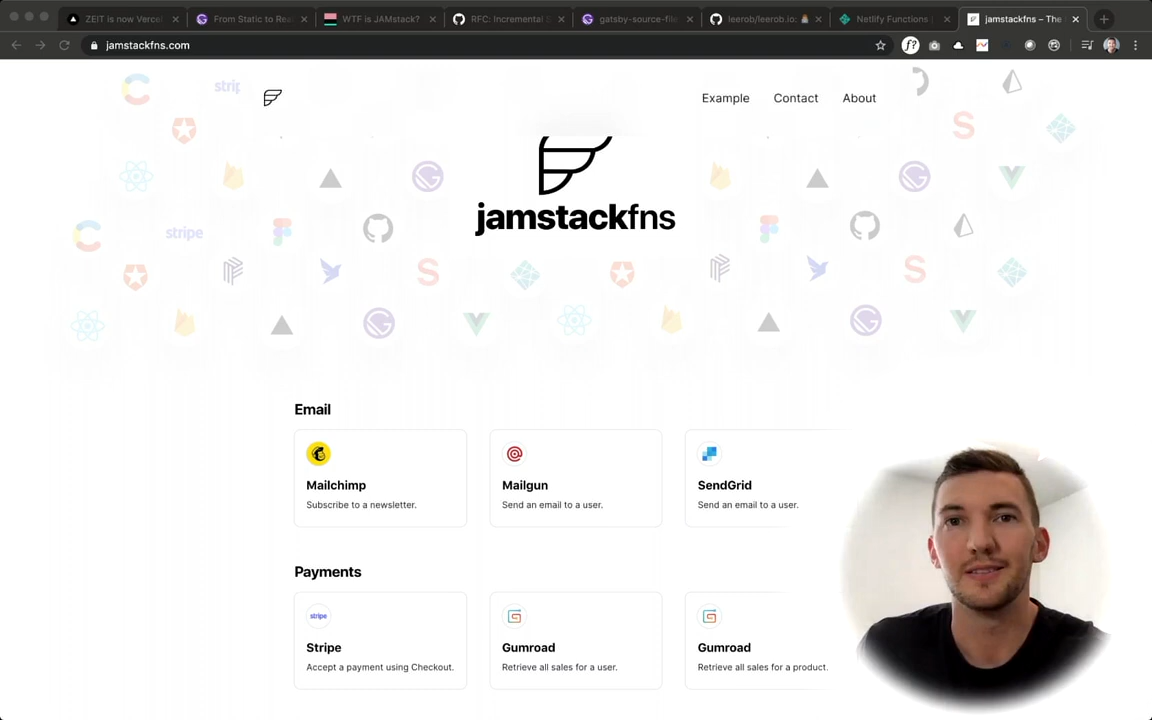 ZEIT is now Vercel
From Static to Rea
WTF is JAMstack?
RFC: Incremental S
gatsby-source-file
leerob/leerob.io:
Netlify Functions
jamstackfns – The
jamstackfns.com
f?
strip
Example
Contact
About
jamstackfns
stripe
Email
Mailchimp
Subscribe to a newsletter.
Mailgun
Send an email to a user.
SendGrid
Send an email to a user.
Payments
stripe
Stripe
Accept a payment using Checkout.
Gumroad
Retrieve all sales for a user.
Gumroad
Retrieve all sales for a product.